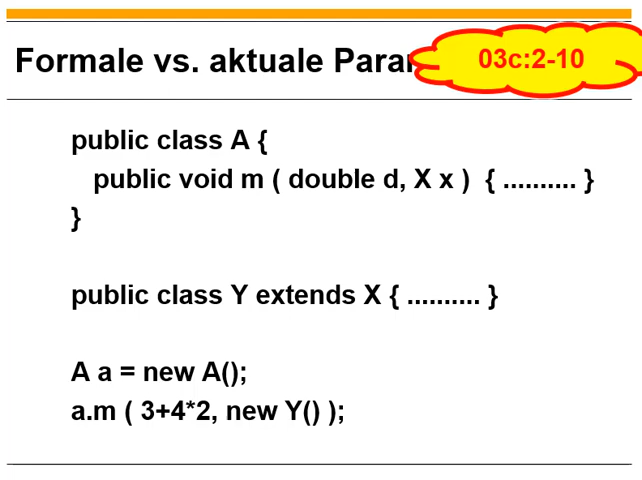 Formale vs. aktuale
03c:2-10
public class A {
public void m ( double d, X x ) { .......... }
}
public class Y extends X { .......... }
A a = new A();
a.m ( 3+4*2, new Y() );